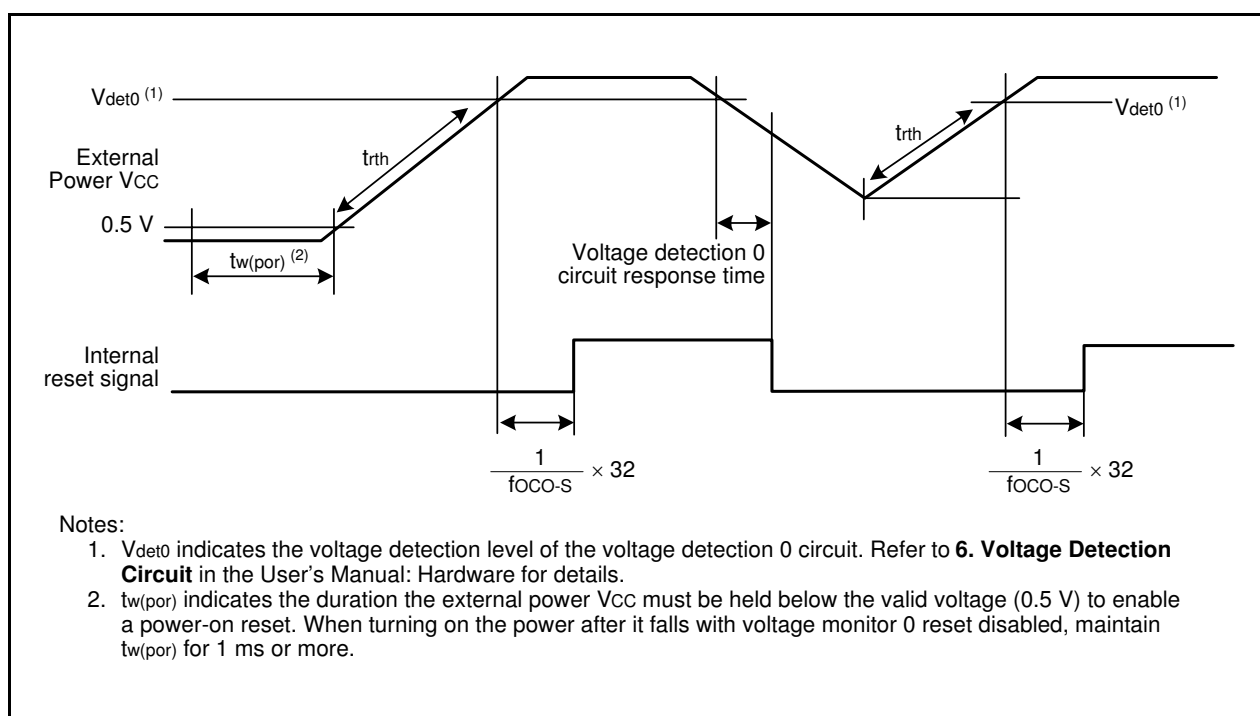 Vdet0 (1)
trth
External
Power VCC
0.5 V
tw(por) (2)
Voltage detection 0
circuit response time
trth
Vdet0 (1)
Internal
reset signal
1
fOCO-S
× 32
1
fOCO-S
× 32
Notes:
1. Vdet0 indicates the voltage detection level of the voltage detection 0 circuit. Refer to 6. Voltage Detection
Circuit in the User's Manual: Hardware for details.
2. tw(por) indicates the duration the external power VCC must be held below the valid voltage (0.5 V) to enable
a power-on reset. When turning on the power after it falls with voltage monitor 0 reset disabled, maintain
tw(por) for 1 ms or more.